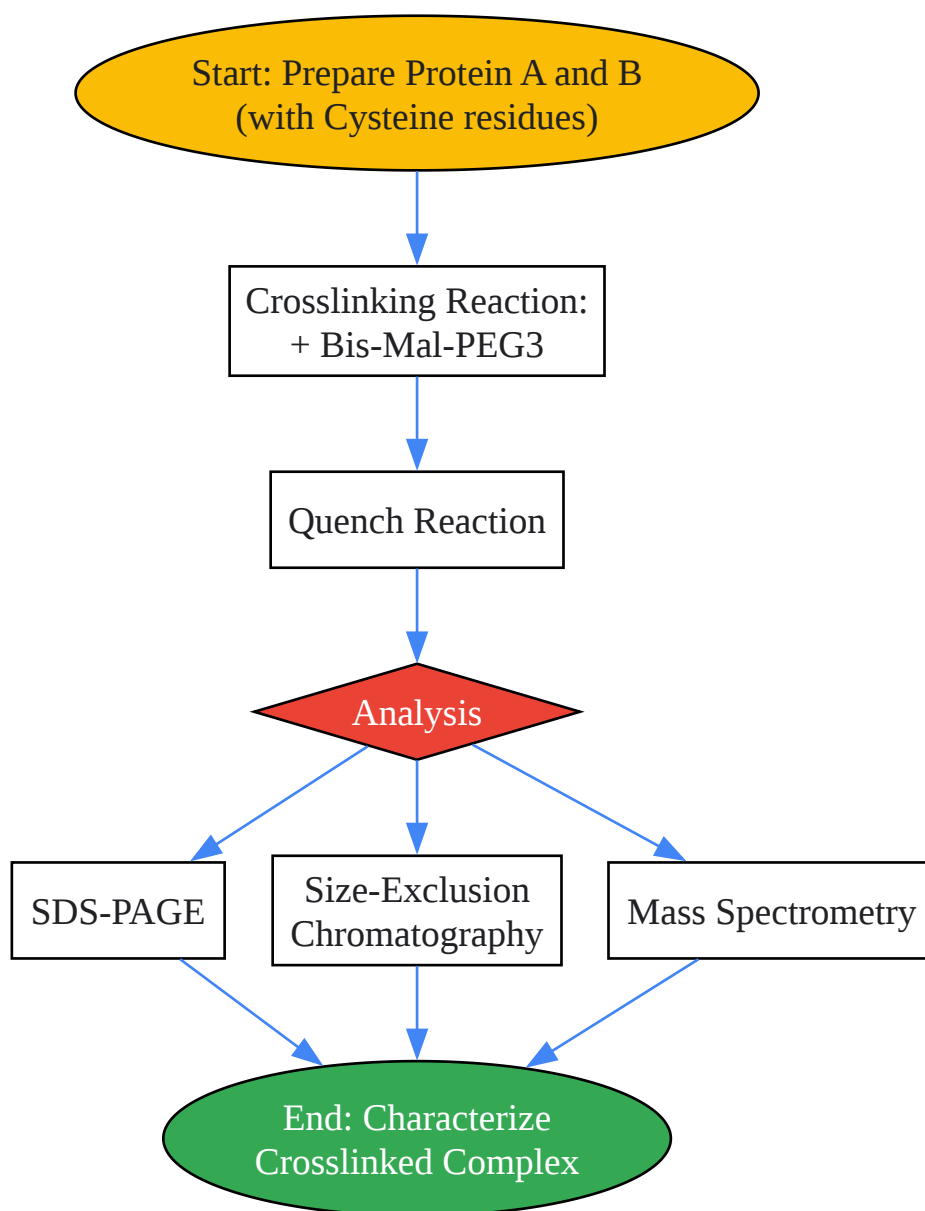 Start: Prepare Protein A and B
(with Cysteine residues)
Crosslinking Reaction:
+ Bis-Mal-PEG3
Quench Reaction
Analysis
SDS-PAGE
Size-Exclusion
Chromatography
Mass Spectrometry
End: Characterize
Crosslinked Complex